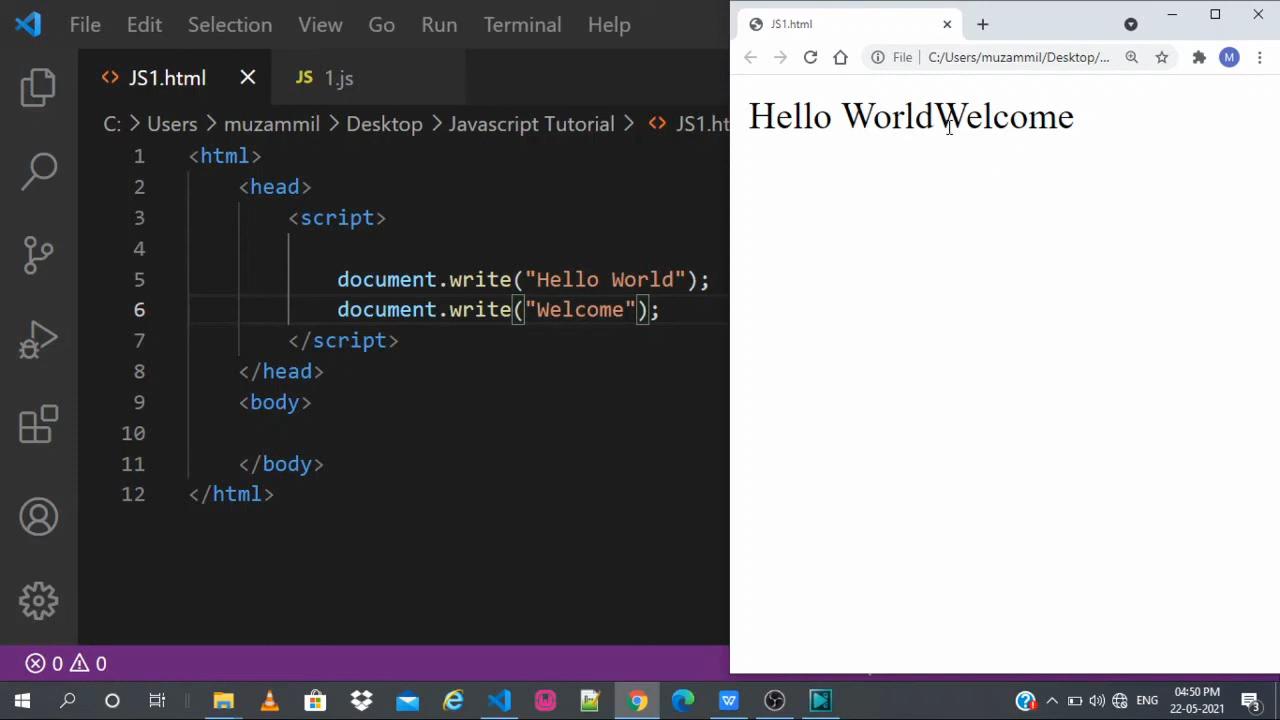 File Edit Selection View Go Run Terminal Help
JS1.html
JS1.html
JS 1.js
File C:/Users/muzammil/Desktop/...
M
C: > Users > muzammil > Desktop > Javascript Tutorial > JS1.ht
Hello WorldWelcome
1 <html>
2 <head>
3 <script>
4
5 document.write("Hello World");
6 document.write("Welcome");
7 </script>
8 </head>
9 <body>
10
11 </body>
12 </html>
0 0
ENG
04:50 PM
22-05-2021
3